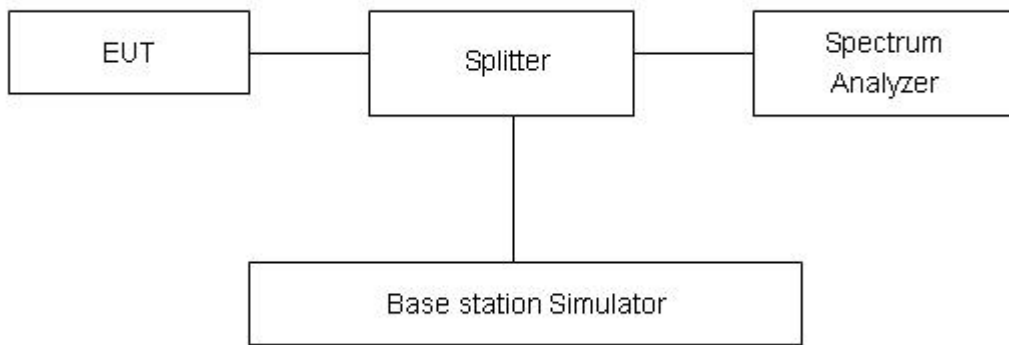 EUT
Splitter
Spectrum
Analyzer
Base station Simulator